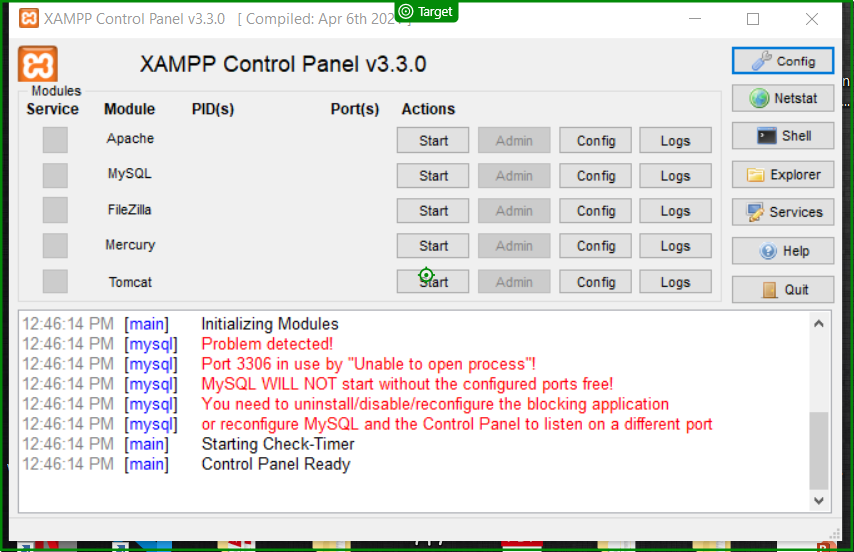 Target
XAMPP Control Panel v3.3.0 [ Compiled: Apr 6th 202
XAMPP Control Panel v3.3.0
Config
Modules
Service Module PID(s) Port(s) Actions
Netstat
Apache Start Admin Config Logs
Shell
MySQL Start Admin Config Logs
Explorer
FileZilla Start Admin Config Logs
Services
Mercury Start Admin Config Logs
Help
Tomcat Start Admin Config Logs
Quit
12:46:14 PM [main] Initializing Modules
12:46:14 PM [mysql] Problem detected!
12:46:14 PM [mysql] Port 3306 in use by "Unable to open process"!
12:46:14 PM [mysql] MySQL WILL NOT start without the configured ports free!
12:46:14 PM [mysql] You need to uninstall/disable/reconfigure the blocking application
12:46:14 PM [mysql] or reconfigure MySQL and the Control Panel to listen on a different port
12:46:14 PM [main] Starting Check-Timer
12:46:14 PM [main] Control Panel Ready